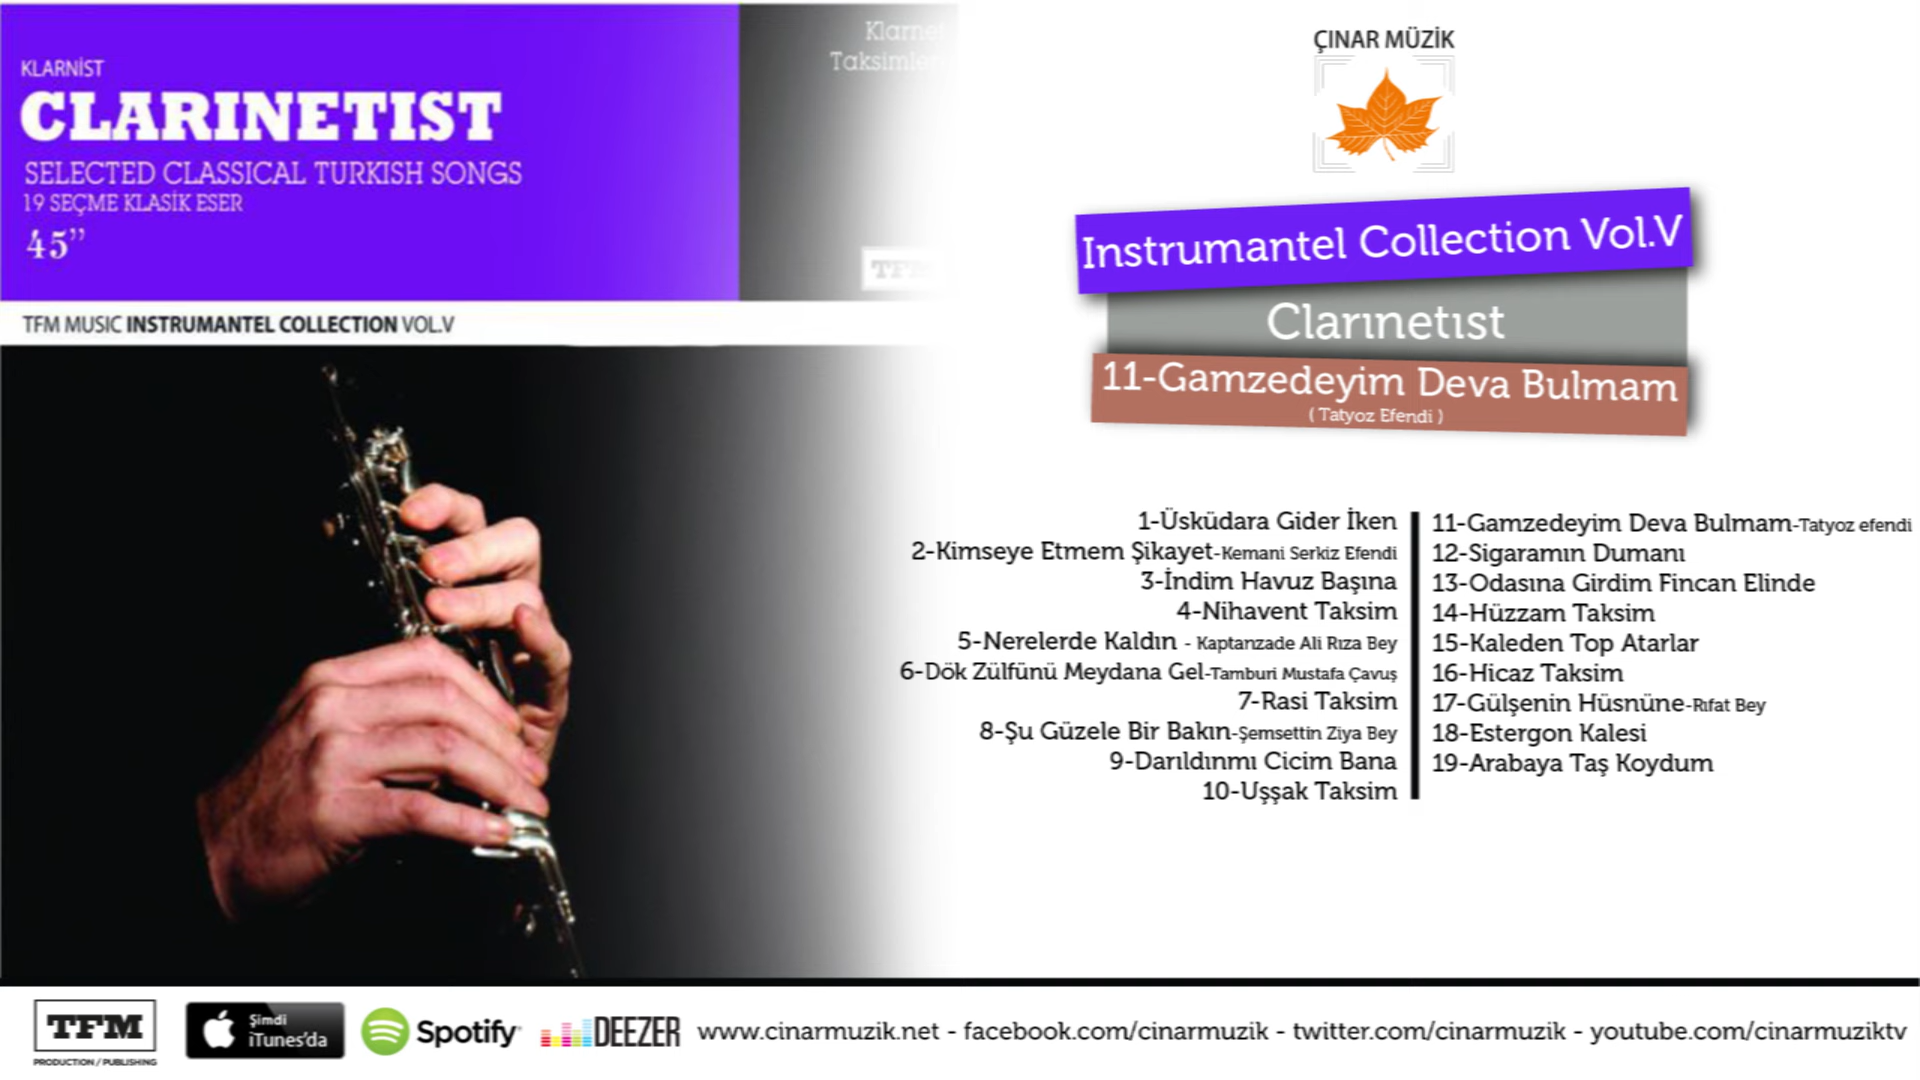 KLARNİST
CLARINETIST
SELECTED CLASSICAL TURKISH SONGS
19 SEÇME KLASİK ESER
45”
Klarnet
Taksimleri
TFM
TFM MUSIC INSTRUMANTEL COLLECTION VOL.V
ÇINAR MÜZİK
Instrumantel Collection Vol.V
Clarınetıst
11-Gamzedeyim Deva Bulmam
( Tatyoz Efendi )
1-Üsküdara Gider İken
2-Kimseye Etmem Şikayet-Kemani Serkiz Efendi
3-İndim Havuz Başına
4-Nihavent Taksim
5-Nerelerde Kaldın - Kaptanzade Ali Rıza Bey
6-Dök Zülfünü Meydana Gel-Tamburi Mustafa Çavuş
7-Rasi Taksim
8-Şu Güzele Bir Bakın-Şemsettin Ziya Bey
9-Darıldınmı Cicim Bana
10-Uşşak Taksim
11-Gamzedeyim Deva Bulmam-Tatyoz efendi
12-Sigaramın Dumanı
13-Odasına Girdim Fincan Elinde
14-Hüzzam Taksim
15-Kaleden Top Atarlar
16-Hicaz Taksim
17-Gülşenin Hüsnüne-Rıfat Bey
18-Estergon Kalesi
19-Arabaya Taş Koydum
TFM
PRODUCTION / PUBLISHING
Şimdi
iTunes'da
Spotify
DEEZER
www.cinarmuzik.net - facebook.com/cinarmuzik - twitter.com/cinarmuzik - youtube.com/cinarmuziktv